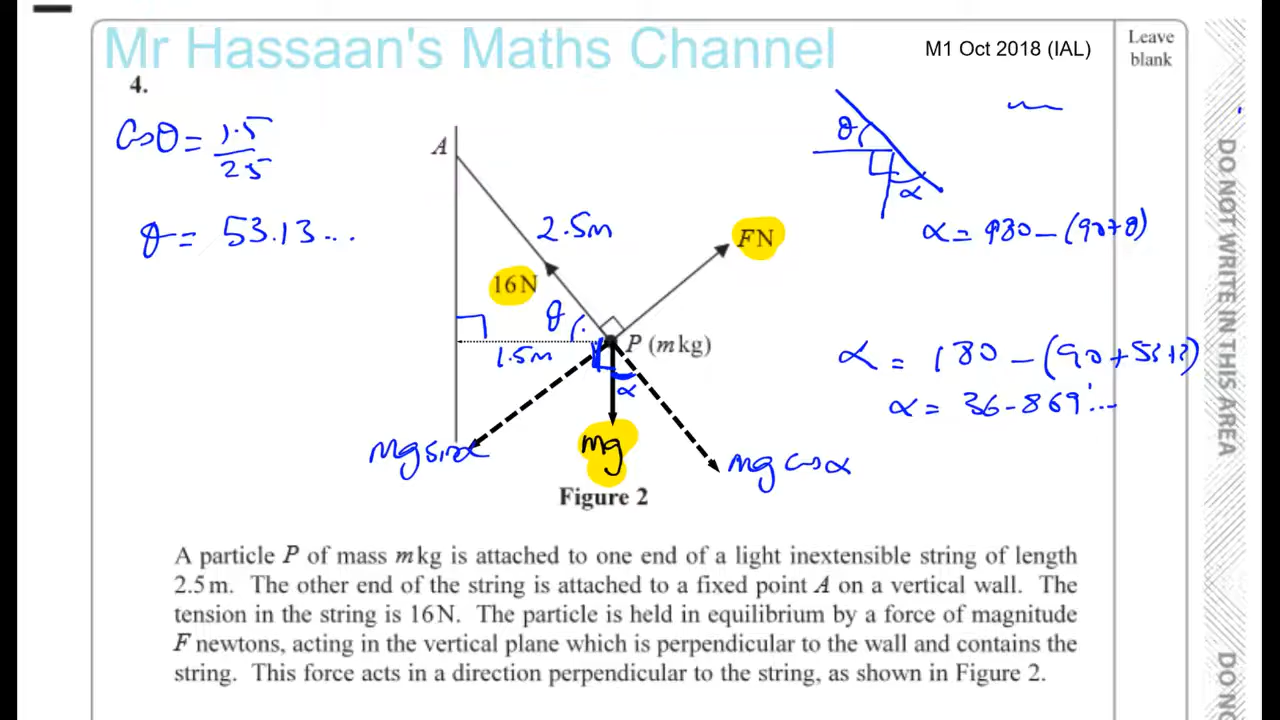 Mr Hassaan's Maths Channel
M1 Oct 2018 (IAL)
Leave
blank
4.
Cosθ = 1.5
2.5
θ = 53.13...
A
2.5m
FN
16N
θ
1.5m
P (m kg)
α
mg sinα
mg
mg cosα
Figure 2
θ
α
α = 180 - (90+θ)
α = 180 - (90+53.13)
α = 36.869...
A particle P of mass m kg is attached to one end of a light inextensible string of length
2.5 m. The other end of the string is attached to a fixed point A on a vertical wall. The
tension in the string is 16 N. The particle is held in equilibrium by a force of magnitude
F newtons, acting in the vertical plane which is perpendicular to the wall and contains the
string. This force acts in a direction perpendicular to the string, as shown in Figure 2.
DO NOT WRITE IN THIS AREA
DO NO